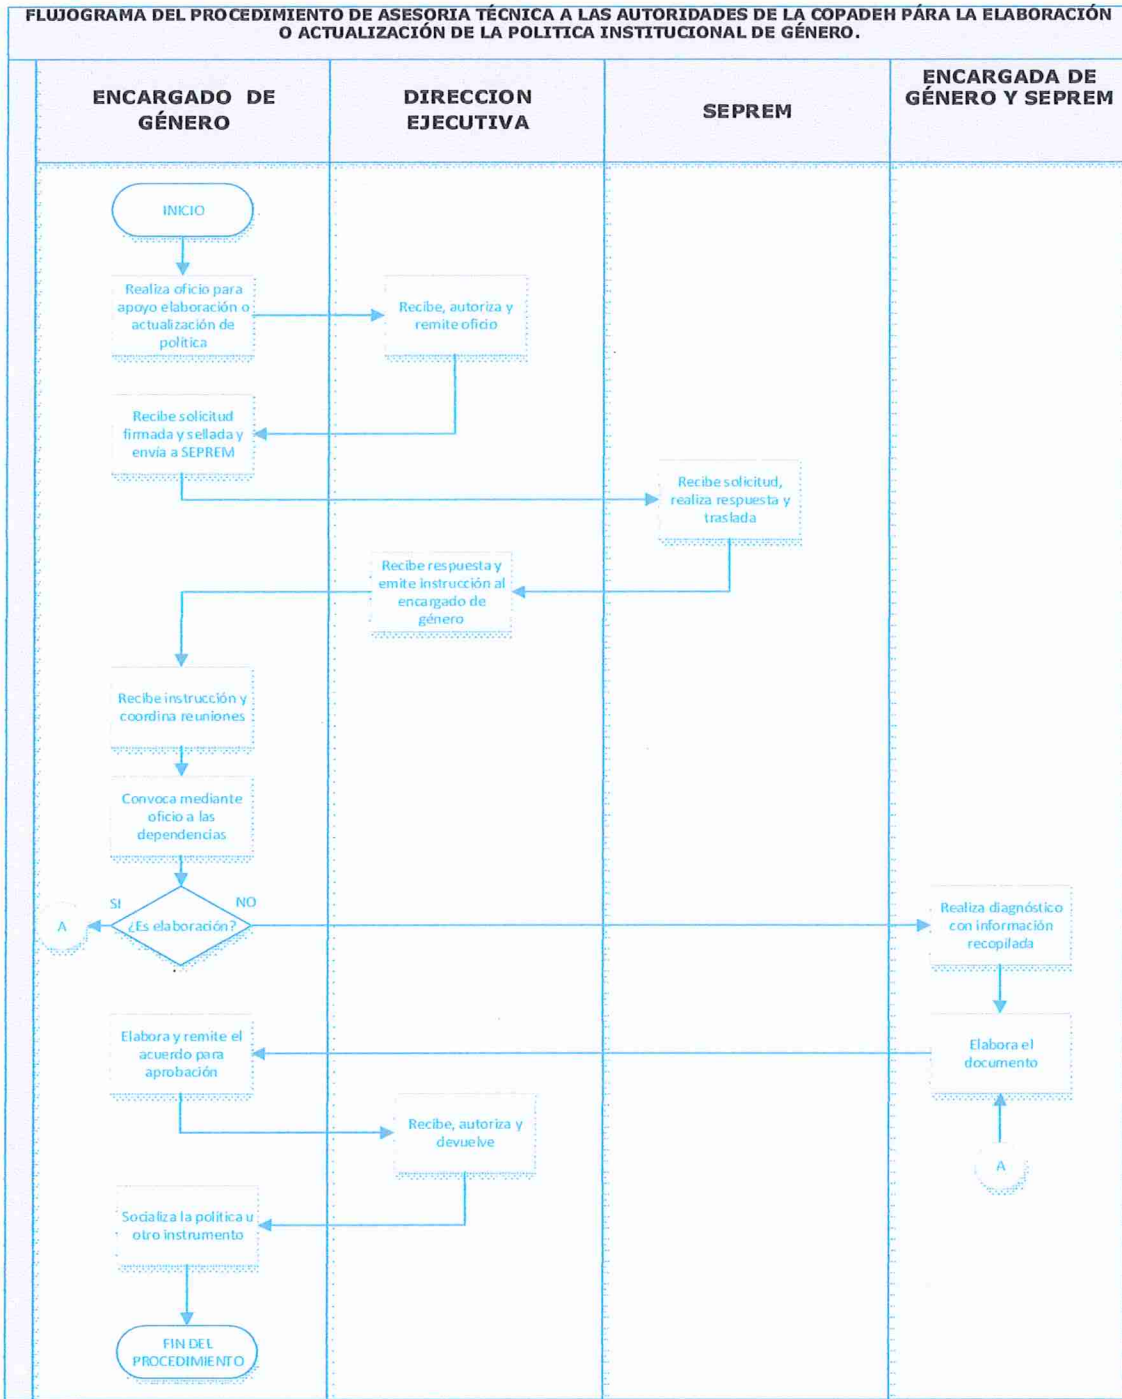 FLUJOGRAMA DEL PROCEDIMIENTO DE ASESORIA TÉCNICA A LAS AUTORIDADES DE LA COPADEH PÁRA LA ELABORACIÓN
O ACTUALIZACIÓN DE LA POLITICA INSTITUCIONAL DE GÉNERO.
ENCARGADO DE
GÉNERO
DIRECCION
EJECUTIVA
SEPREM
ENCARGADA DE
GÉNERO Y SEPREM
INICIO
Realiza oficio para
apoyo elaboración o
actualización de
política
Recibe, autoriza y
remite oficio
Recibe solicitud
firmada y sellada y
envía a SEPREM
Recibe solicitud,
realiza respuesta y
traslada
Recibe respuesta y
emite instrucción al
encargado de
género
Recibe instrucción y
coordina reuniones
Convoca mediante
oficio a las
dependencias
SI
NO
A
¿Es elaboración?
Realiza diagnóstico
con información
recopilada
Elabora y remite el
acuerdo para
aprobación
Elabora el
documento
Recibe, autoriza y
devuelve
A
Socializa la política u
otro instrumento
FIN DEL
PROCEDIMIENTO